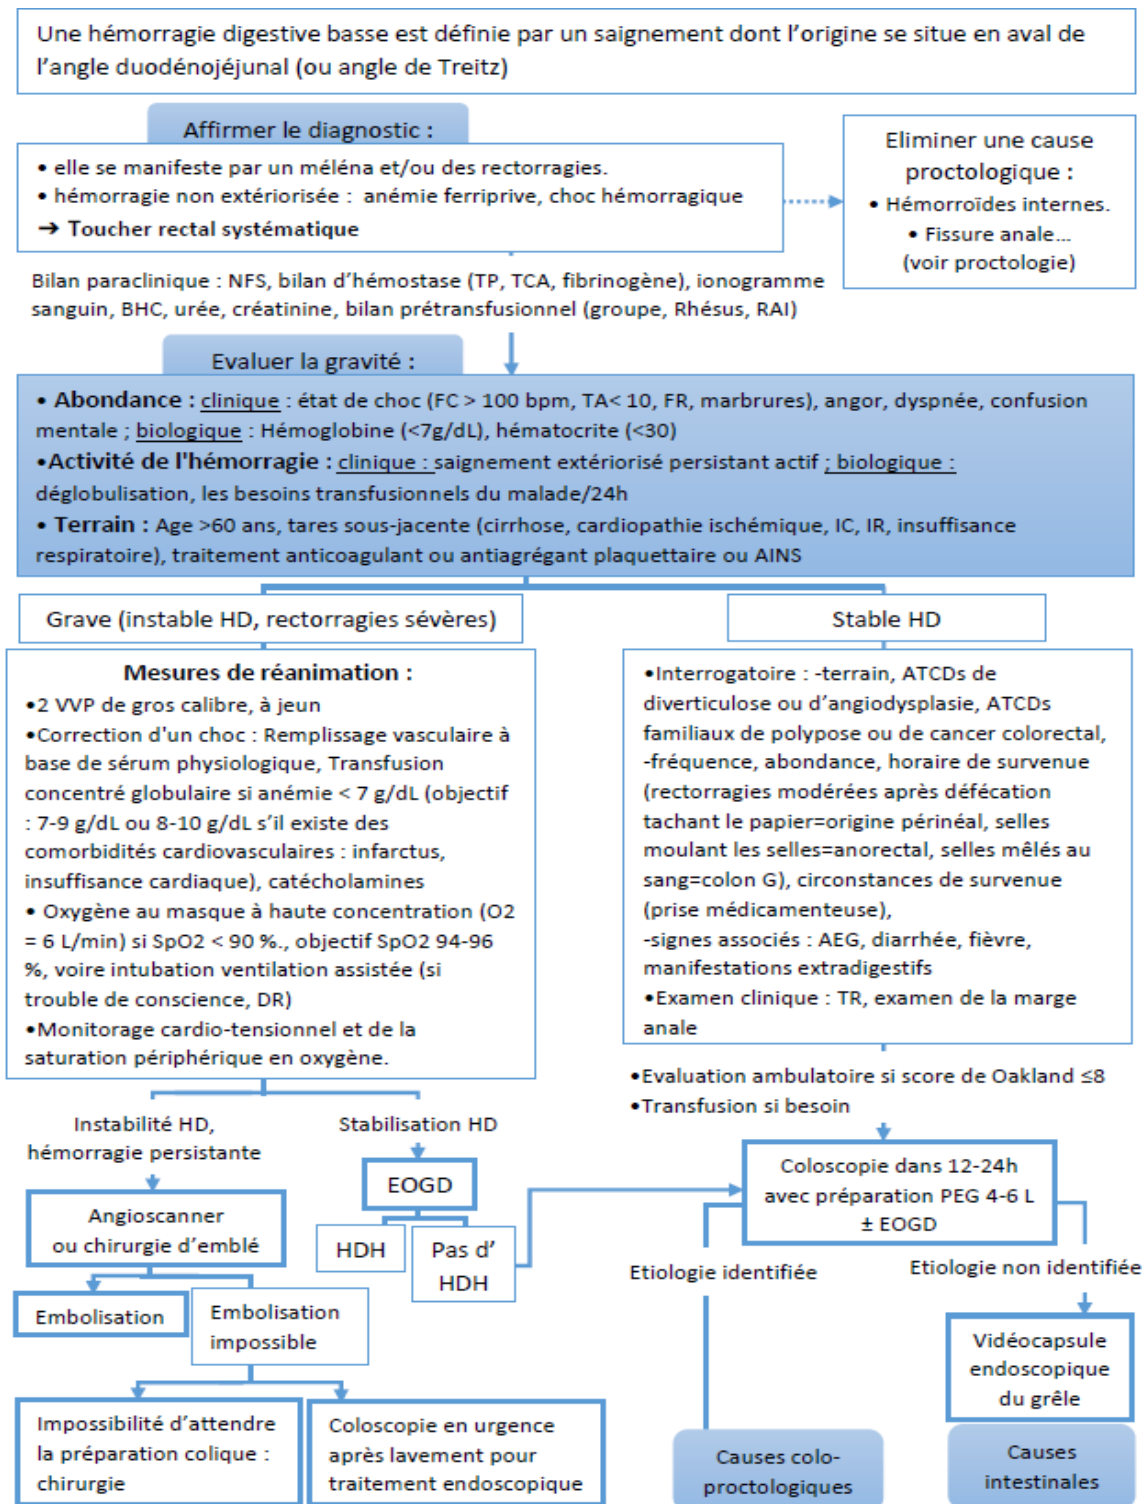 Une hémorragie digestive basse est définie par un saignement dont l'origine se situe en aval de
l'angle duodénojéjunal (ou angle de Treitz)
Affirmer le diagnostic :
• elle se manifeste par un méléna et/ou des rectorragies.
• hémorragie non extériorisée : anémie ferriprive, choc hémorragique
→ Toucher rectal systématique
Eliminer une cause
proctologique :
• Hémorroïdes internes.
• Fissure anale...
(voir proctologie)
Bilan paraclinique : NFS, bilan d'hémostase (TP, TCA, fibrinogène), ionogramme
sanguin, BHC, urée, créatinine, bilan prétransfusionnel (groupe, Rhésus, RAI)
Evaluer la gravité :
• Abondance : clinique : état de choc (FC > 100 bpm, TA< 10, FR, marbrures), angor, dyspnée, confusion
mentale ; biologique : Hémoglobine (<7g/dL), hématocrite (<30)
•Activité de l'hémorragie : clinique : saignement extériorisé persistant actif ; biologique :
déglobulisation, les besoins transfusionnels du malade/24h
• Terrain : Age >60 ans, tares sous-jacente (cirrhose, cardiopathie ischémique, IC, IR, insuffisance
respiratoire), traitement anticoagulant ou antiagrégant plaquettaire ou AINS
Grave (instable HD, rectorragies sévères)
Mesures de réanimation :
•2 VVP de gros calibre, à jeun
•Correction d'un choc : Remplissage vasculaire à
base de sérum physiologique, Transfusion
concentré globulaire si anémie < 7 g/dL (objectif
: 7-9 g/dL ou 8-10 g/dL s'il existe des
comorbidités cardiovasculaires : infarctus,
insuffisance cardiaque), catécholamines
• Oxygène au masque à haute concentration (O2
= 6 L/min) si SpO2 < 90 %., objectif SpO2 94-96
%, voire intubation ventilation assistée (si
trouble de conscience, DR)
•Monitorage cardio-tensionnel et de la
saturation périphérique en oxygène.
Stable HD
•Interrogatoire : -terrain, ATCDs de
diverticulose ou d'angiodysplasie, ATCDs
familiaux de polypose ou de cancer colorectal,
-fréquence, abondance, horaire de survenue
(rectorragies modérées après défécation
tachant le papier=origine périnéal, selles
moulant les selles=anorectal, selles mêlés au
sang=colon G), circonstances de survenue
(prise médicamenteuse),
-signes associés : AEG, diarrhée, fièvre,
manifestations extradigestifs
•Examen clinique : TR, examen de la marge
anale
•Evaluation ambulatoire si score de Oakland ≤8
•Transfusion si besoin
Instabilité HD,
hémorragie persistante
Stabilisation HD
Angioscanner
ou chirurgie d'emblé
EOGD
HDH
Pas d'
HDH
Coloscopie dans 12-24h
avec préparation PEG 4-6 L
± EOGD
Embolisation
Embolisation
impossible
Etiologie identifiée
Etiologie non identifiée
Vidéocapsule
endoscopique
du grêle
Impossibilité d'attendre
la préparation colique :
chirurgie
Coloscopie en urgence
après lavement pour
traitement endoscopique
Causes colo-
proctologiques
Causes
intestinales